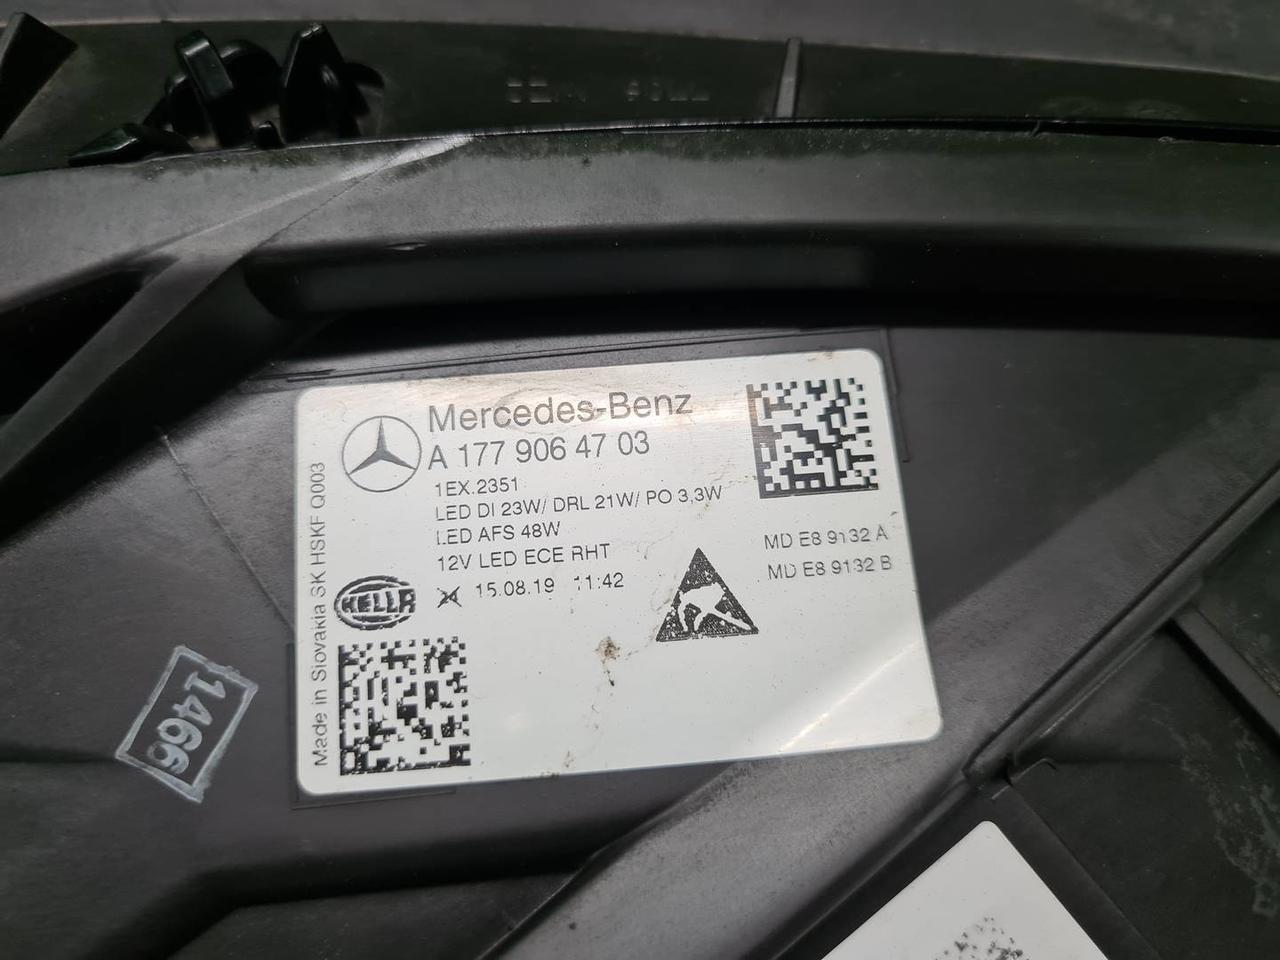 Mercedes-Benz
A 177 906 47 03
1EX.2351
LED DI 23W/ DRL 21W/ PO 3,3W
LED AFS 48W
12V LED ECE RHT
15.08.19 11:42
MD E8 9132 A
MD E8 9132 B
HELLA
Made in Slovakia SK HSKF Q003
1466